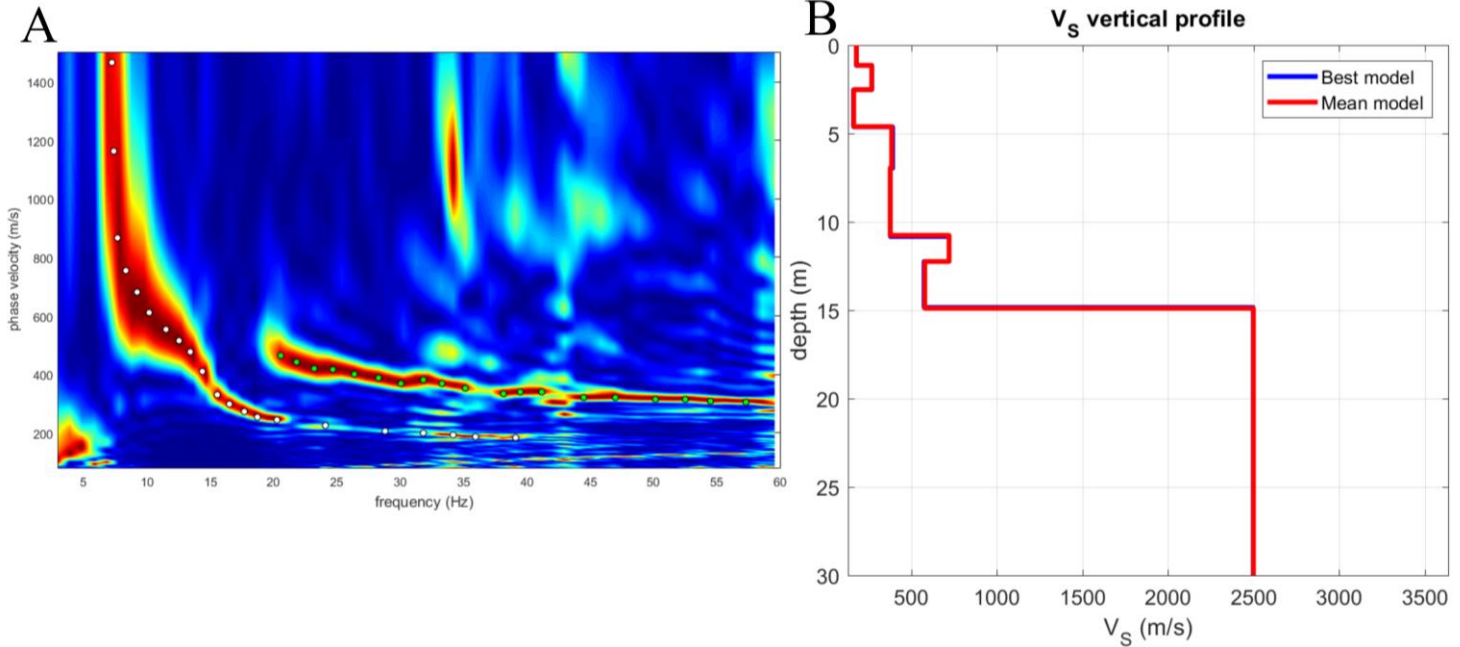 A
1400
1200
1000
800
600
400
200
phase velocity (m/s)
5 10 15 20 25 30 35 40 45 50 55 60
frequency (Hz)
B
VS vertical profile
Best model
Mean model
0
5
10
15
20
25
30
depth (m)
500 1000 1500 2000 2500 3000 3500
VS (m/s)